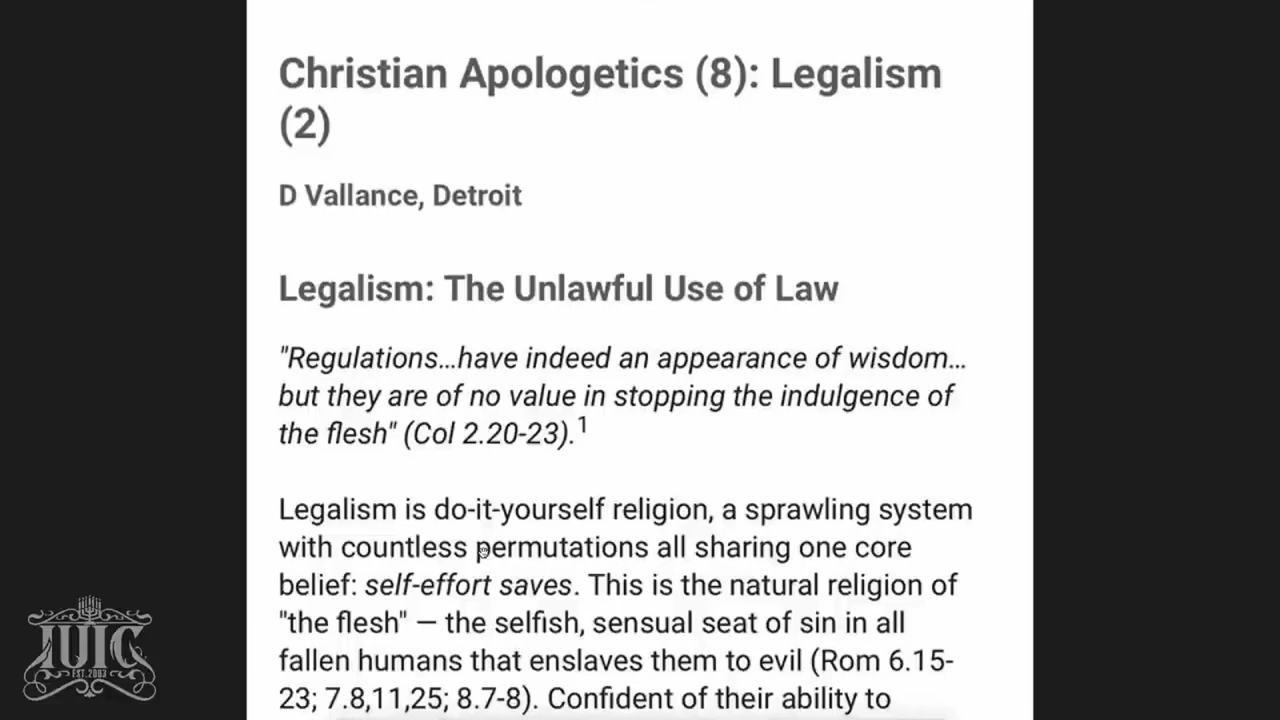 Christian Apologetics (8): Legalism
(2)
D Vallance, Detroit
Legalism: The Unlawful Use of Law
"Regulations...have indeed an appearance of wisdom...
but they are of no value in stopping the indulgence of
the flesh" (Col 2.20-23).1
Legalism is do-it-yourself religion, a sprawling system
with countless permutations all sharing one core
belief: self-effort saves. This is the natural religion of
"the flesh" — the selfish, sensual seat of sin in all
fallen humans that enslaves them to evil (Rom 6.15-
23; 7.8,11,25; 8.7-8). Confident of their ability to
IUIC
EST. 2003